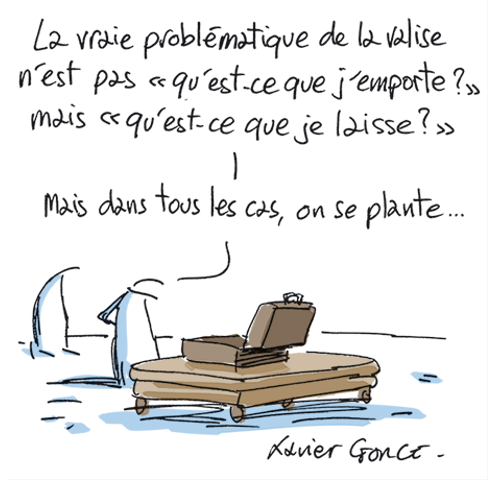 La vraie problématique de la valise
n'est pas « qu'est-ce que j'emporte ? »
mais « qu'est-ce que je laisse ? »
Mais dans tous les cas, on se plante...
Xavier Gorce -